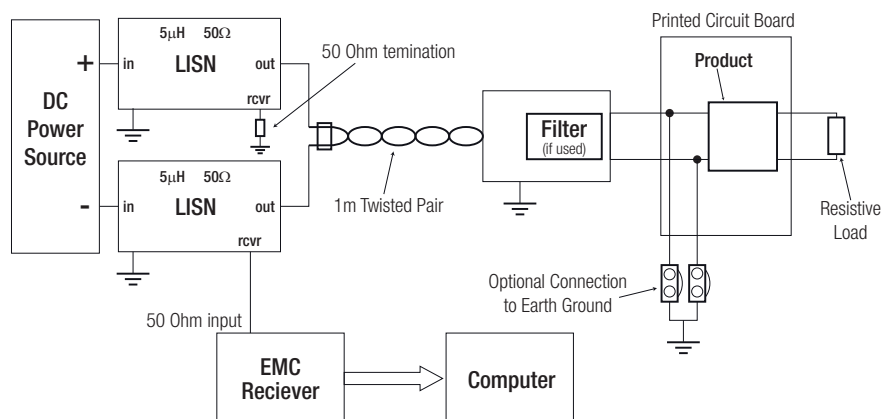 Printed Circuit Board
5µH 50Ω
LISN
in
out
rcvr
+
50 Ohm temination
DC
Power
Source
Product
Filter
(if used)
5µH 50Ω
LISN
-
in
out
rcvr
1m Twisted Pair
Resistive
Load
Optional Connection
to Earth Ground
50 Ohm input
EMC
Reciever
Computer